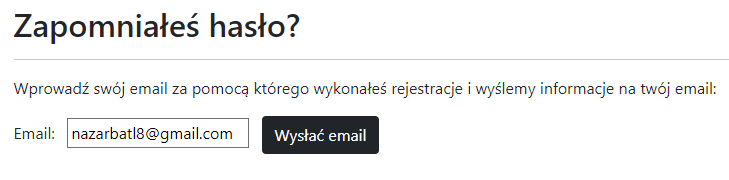 Zapomniałeś hasło?
Wprowadź swój email za pomocą którego wykonałeś rejestracje i wyślemy informacje na twój email:
Email: nazarbatl8@gmail.com Wysłać email